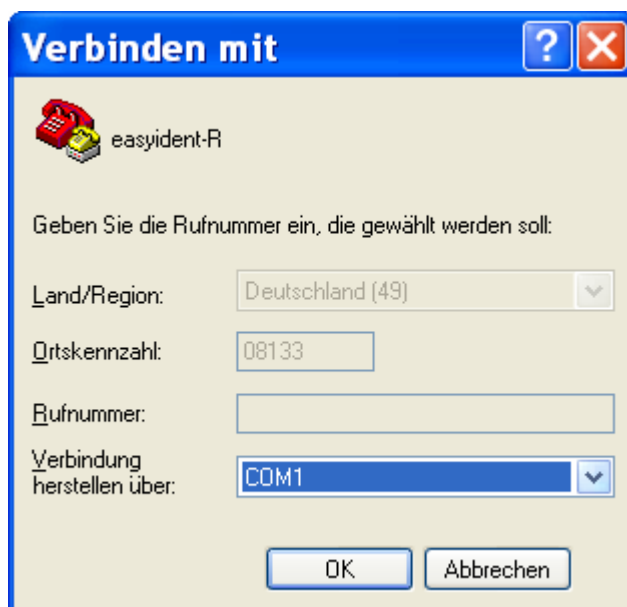 Verbinden mit
easyident-R
Geben Sie die Rufnummer ein, die gewählt werden soll:
Land/Region: Deutschland (49)
Ortskennzahl: 08133
Rufnummer:
Verbindung
herstellen über: COM1
OK Abbrechen